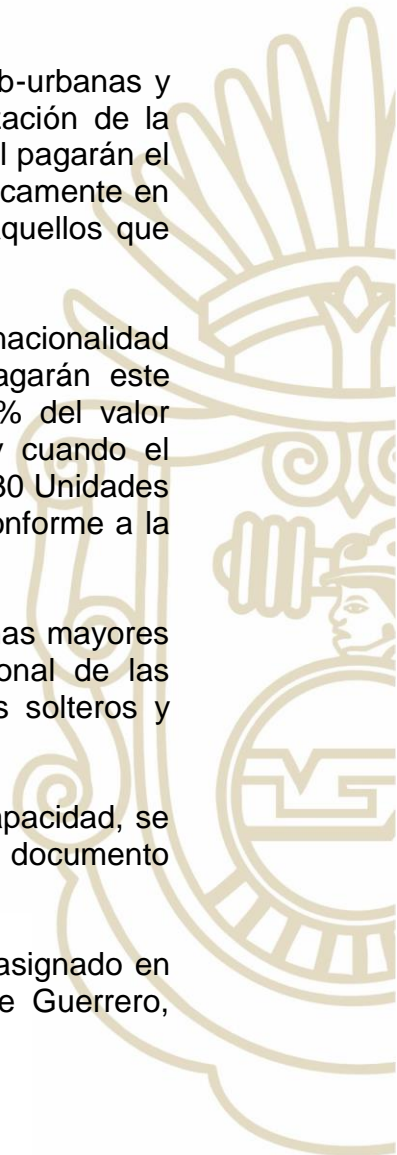 b-urbanas y
zación de la
l pagarán el
camente en
quellos que
nacionalidad
agarán este
% del valor
y cuando el
30 Unidades
onforme a la
as mayores
onal de las
s solteros y
apacidad, se
documento
asignado en
e Guerrero,